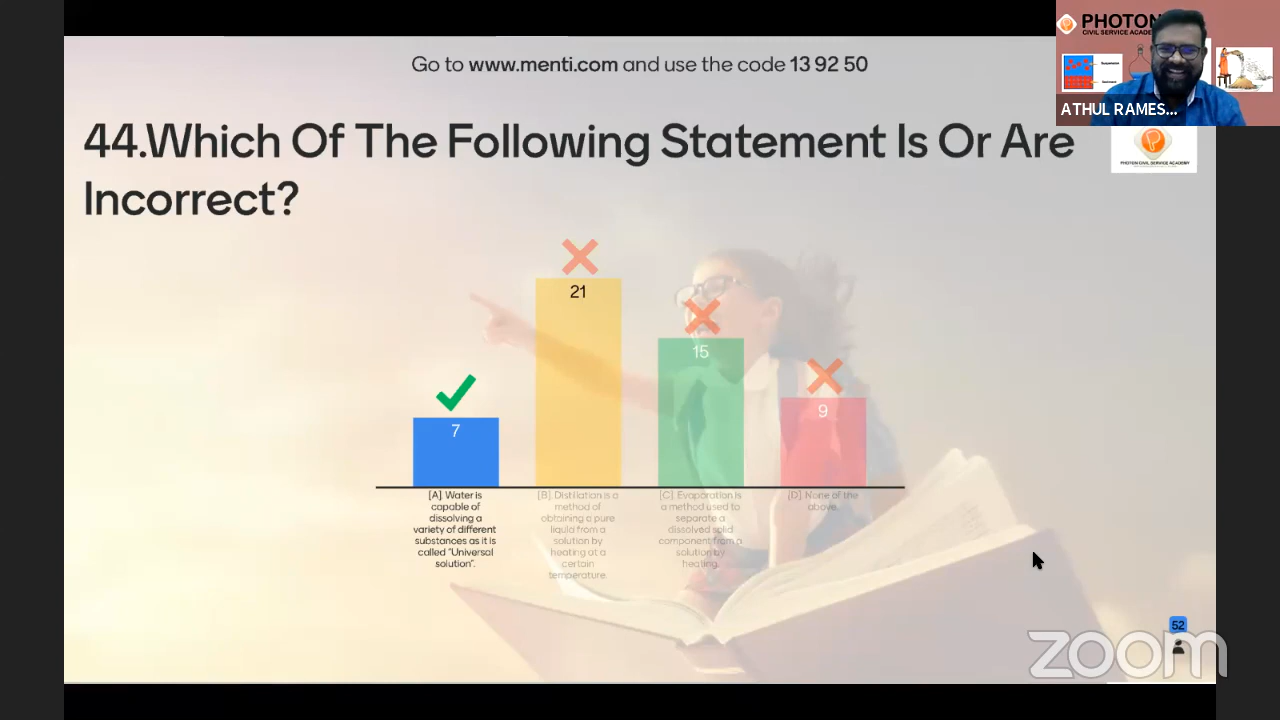 Go to www.menti.com and use the code 13 92 50
PHOTON
CIVIL SERVICE ACADE
ATHUL RAMES...
44.Which Of The Following Statement Is Or Are
Incorrect?
PHOTON CIVIL SERVICE ACADEMY
7
21
15
9
[A]. Water is
capable of
dissolving a
variety of different
substances as it is
called "Universal
solution".
[B]. Distillation is a
method of
obtaining a pure
liquid from a
solution by
heating at a
certain
temperature.
[C]. Evaporation is
a method used to
separate a
dissolved solid
component from a
solution by
heating.
[D]. None of the
above.
52
zoom